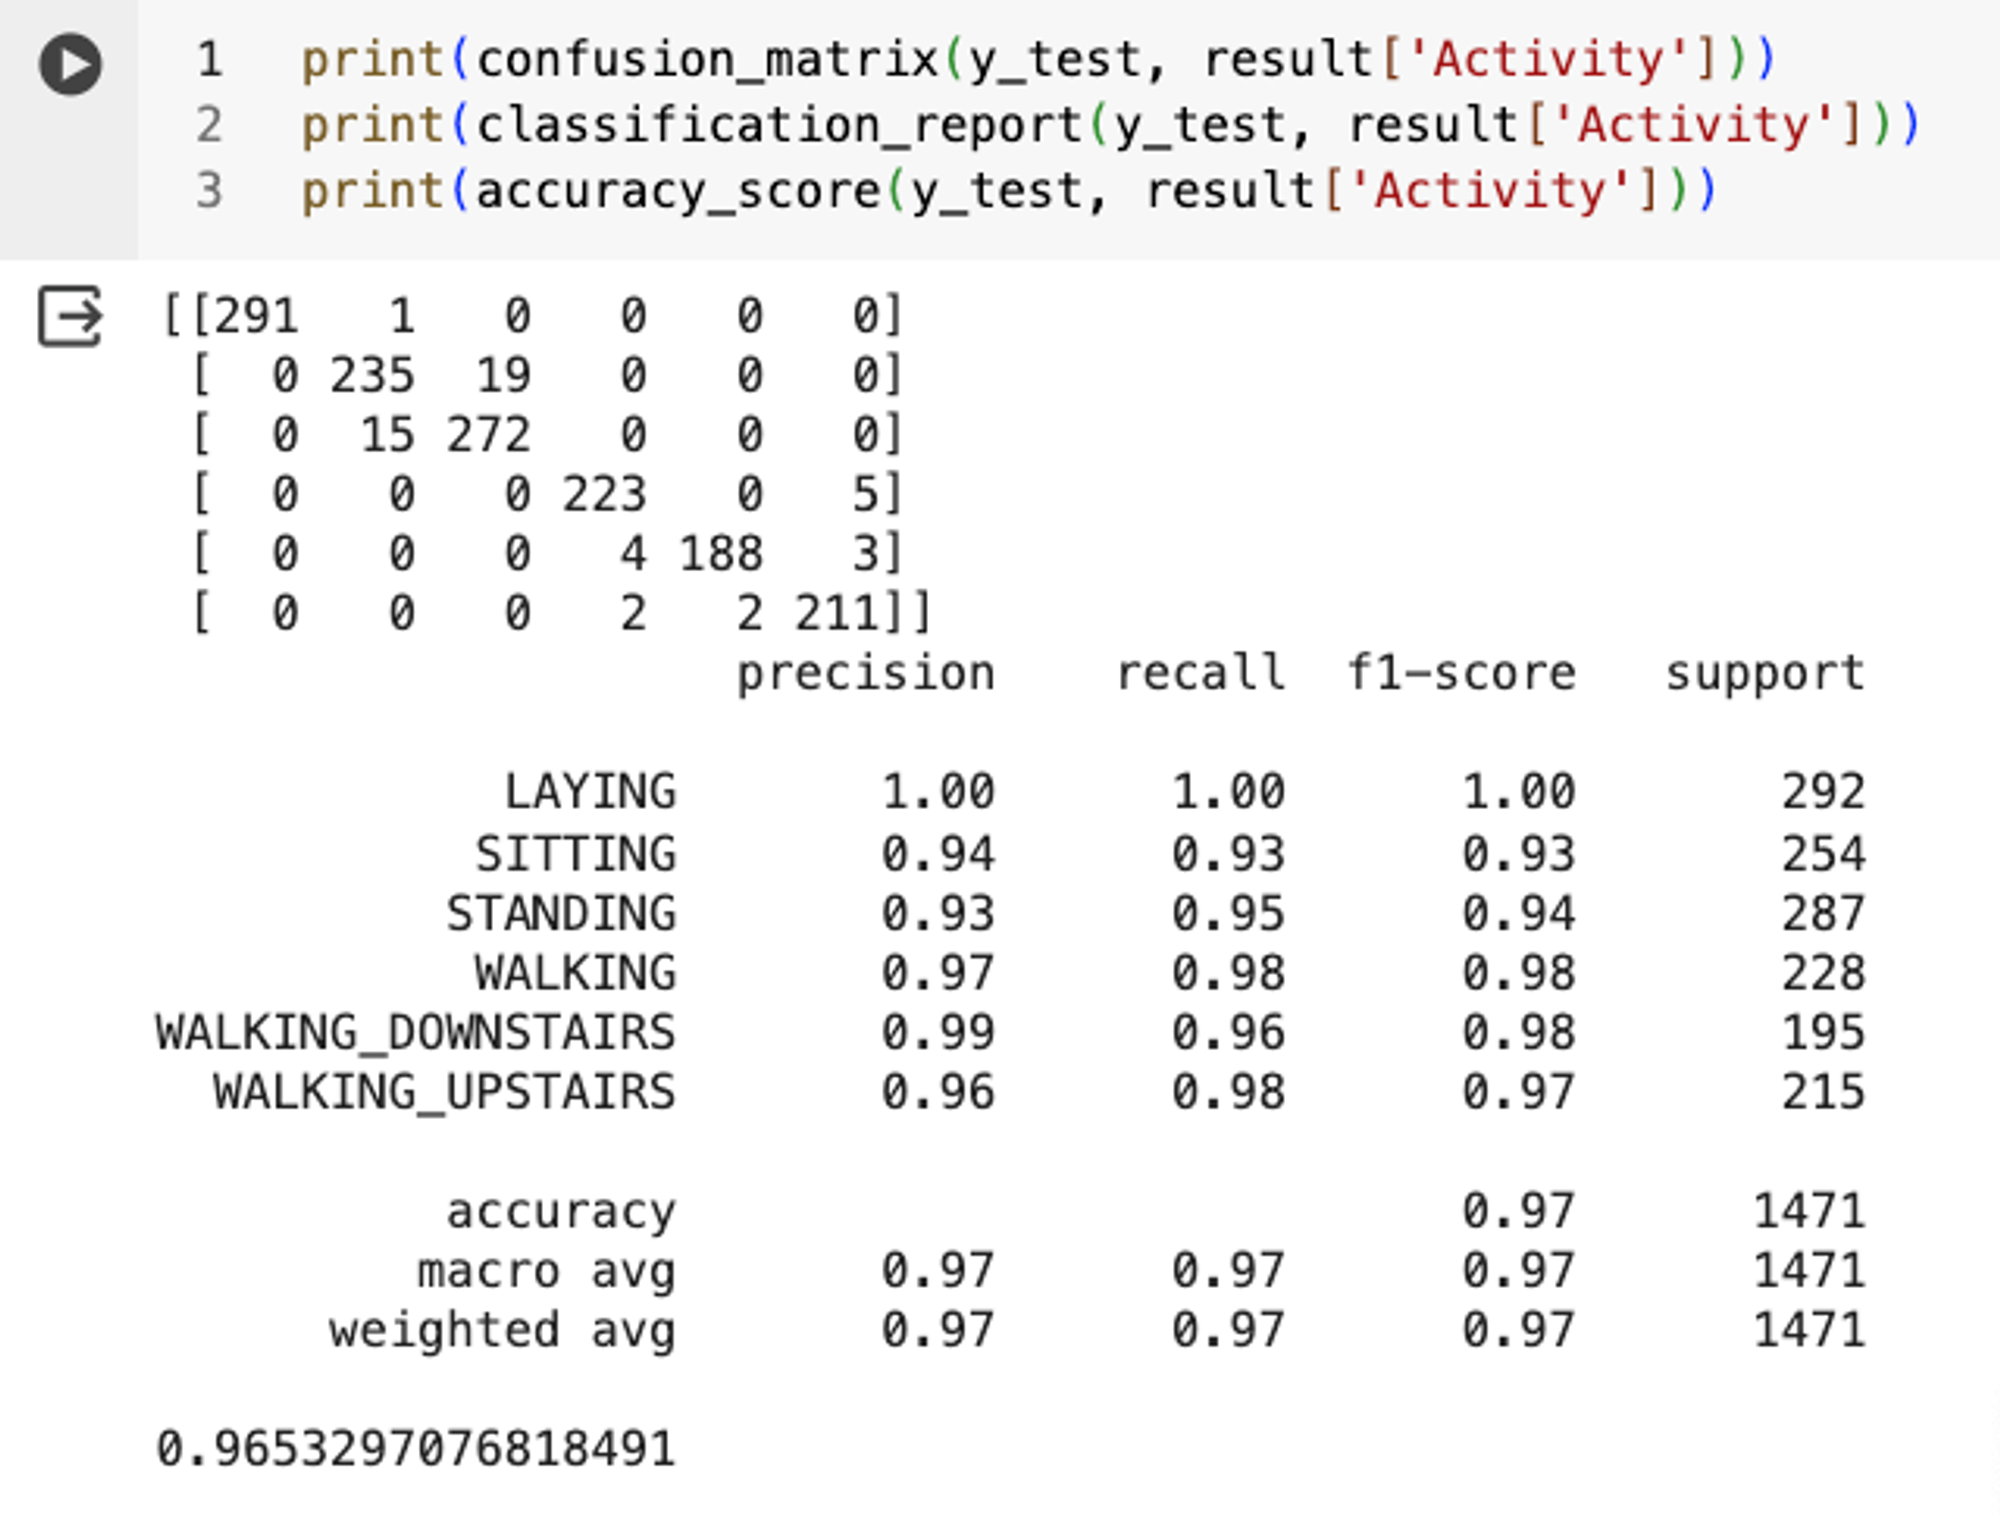 1 print(confusion_matrix(y_test, result['Activity']))
2 print(classification_report(y_test, result['Activity']))
3 print(accuracy_score(y_test, result['Activity']))
[[291   1   0   0   0   0]
 [  0 235  19   0   0   0]
 [  0  15 272   0   0   0]
 [  0   0   0 223   0   5]
 [  0   0   0   4 188   3]
 [  0   0   0   2   2 211]]
                    precision    recall  f1-score   support
            LAYING       1.00      1.00      1.00       292
           SITTING       0.94      0.93      0.93       254
          STANDING       0.93      0.95      0.94       287
           WALKING       0.97      0.98      0.98       228
WALKING_DOWNSTAIRS       0.99      0.96      0.98       195
  WALKING_UPSTAIRS       0.96      0.98      0.97       215
          accuracy                           0.97      1471
         macro avg       0.97      0.97      0.97      1471
      weighted avg       0.97      0.97      0.97      1471
0.9653297076818491